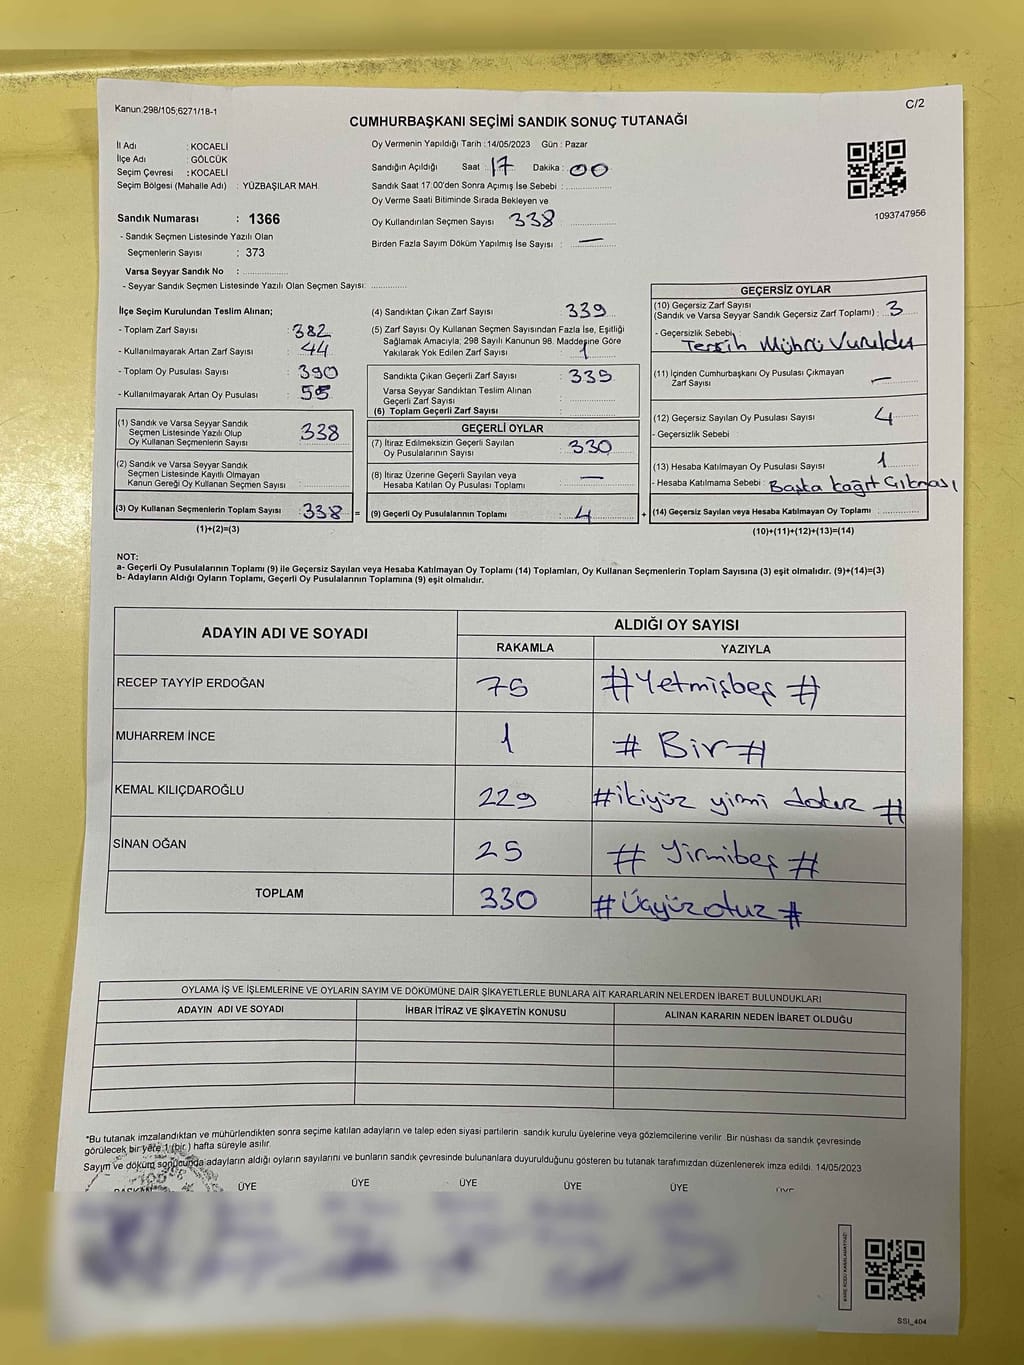 Kanun.298/105;6271/18-1
C/2
CUMHURBAŞKANI SEÇİMİ SANDIK SONUÇ TUTANAĞI
İl Adı : KOCAELİ
İlçe Adı : GÖLCÜK
Seçim Çevresi : KOCAELİ
Seçim Bölgesi (Mahalle Adı) : YÜZBAŞILAR MAH.
Sandık Numarası : 1366
- Sandık Seçmen Listesinde Yazılı Olan
Seçmenlerin Sayısı : 373
Varsa Seyyar Sandık No :
- Seyyar Sandık Seçmen Listesinde Yazılı Olan Seçmen Sayısı:
Oy Vermenin Yapıldığı Tarih :14/05/2023 Gün : Pazar
Sandığın Açıldığı Saat : 17 Dakika : 00
Sandık Saat 17:00'den Sonra Açımış İse Sebebi :
Oy Verme Saati Bitiminde Sırada Bekleyen ve
Oy Kullandırılan Seçmen Sayısı 338
Birden Fazla Sayım Döküm Yapılmış İse Sayısı : —
1093747956
İlçe Seçim Kurulundan Teslim Alınan;
- Toplam Zarf Sayısı : 382
- Kullanılmayarak Artan Zarf Sayısı : 44
- Toplam Oy Pusulası Sayısı : 390
- Kullanılmayarak Artan Oy Pusulası : 55
(1) Sandık ve Varsa Seyyar Sandık
Seçmen Listesinde Yazılı Olup
Oy Kullanan Seçmenlerin Sayısı : 338
(2) Sandık ve Varsa Seyyar Sandık
Seçmen Listesinde Kayıtlı Olmayan
Kanun Gereği Oy Kullanan Seçmen Sayısı :
(3) Oy Kullanan Seçmenlerin Toplam Sayısı : 338 =
(1)+(2)=(3)
(4) Sandıktan Çıkan Zarf Sayısı : 339
(5) Zarf Sayısı Oy Kullanan Seçmen Sayısından Fazla İse, Eşitliği
Sağlamak Amacıyla; 298 Sayılı Kanunun 98. Maddesine Göre
Yakılarak Yok Edilen Zarf Sayısı : 1
Sandıkta Çıkan Geçerli Zarf Sayısı : 335
Varsa Seyyar Sandıktan Teslim Alınan
Geçerli Zarf Sayısı :
(6) Toplam Geçerli Zarf Sayısı :
GEÇERLİ OYLAR
(7) İtiraz Edilmeksizin Geçerli Sayılan
Oy Pusulalarının Sayısı : 330
(8) İtiraz Üzerine Geçerli Sayılan veya
Hesaba Katılan Oy Pusulası Toplamı : —
(9) Geçerli Oy Pusulalarının Toplamı : 4 +
GEÇERSİZ OYLAR
(10) Geçersiz Zarf Sayısı
(Sandık ve Varsa Seyyar Sandık Geçersiz Zarf Toplamı) : 3
- Geçersizlik Sebebi : Tercih Mührü Vuruldu
(11) İçinden Cumhurbaşkanı Oy Pusulası Çıkmayan
Zarf Sayısı : —
(12) Geçersiz Sayılan Oy Pusulası Sayısı : 4
- Geçersizlik Sebebi :
(13) Hesaba Katılmayan Oy Pusulası Sayısı : 1
- Hesaba Katılmama Sebebi : Başka kağıt Çıkması
(14) Geçersiz Sayılan veya Hesaba Katılmayan Oy Toplamı :
(10)+(11)+(12)+(13)=(14)
NOT:
a- Geçerli Oy Pusulalarının Toplamı (9) ile Geçersiz Sayılan veya Hesaba Katılmayan Oy Toplamı (14) Toplamları, Oy Kullanan Seçmenlerin Toplam Sayısına (3) eşit olmalıdır. (9)+(14)=(3)
b- Adayların Aldığı Oyların Toplamı, Geçerli Oy Pusulalarının Toplamına (9) eşit olmalıdır.
ADAYIN ADI VE SOYADI
ALDIĞI OY SAYISI
RAKAMLA YAZIYLA
RECEP TAYYİP ERDOĞAN 75 #Yetmişbeş #
MUHARREM İNCE 1 # Bir #
KEMAL KILIÇDAROĞLU 229 #ikiyüz yirmi dokuz #
SİNAN OĞAN 25 # Yirmibeş #
TOPLAM 330 #Üçyüzotuz #
OYLAMA İŞ VE İŞLEMLERİNE VE OYLARIN SAYIM VE DÖKÜMÜNE DAİR ŞİKAYETLERLE BUNLARA AİT KARARLARIN NELERDEN İBARET BULUNDUKLARI
ADAYIN ADI VE SOYADI İHBAR İTİRAZ VE ŞİKAYETİN KONUSU ALINAN KARARIN NEDEN İBARET OLDUĞU
*Bu tutanak imzalandıktan ve mühürlendikten sonra seçime katılan adayların ve talep eden siyasi partilerin sandık kurulu üyelerine veya gözlemcilerine verilir. Bir nüshası da sandık çevresinde
görülecek bir yere 1 (bir ) hafta süreyle asılır.
Sayım ve döküm sonucunda adayların aldığı oyların sayılarını ve bunların sandık çevresinde bulunanlara duyurulduğunu gösteren bu tutanak tarafımızdan düzenlenerek imza edildi. 14/05/2023
BAŞKAN ÜYE ÜYE ÜYE ÜYE ÜYE ÜYE
SSI_404